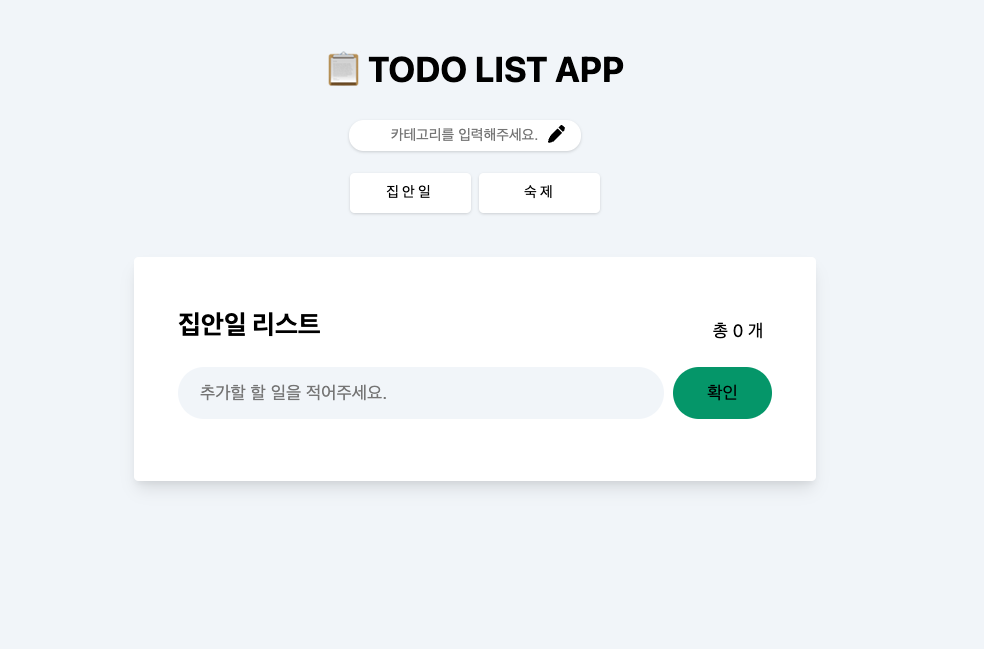 TODO LIST APP
카테고리를 입력해주세요.
집안일
숙제
집안일 리스트
총 0 개
추가할 할 일을 적어주세요.
확인